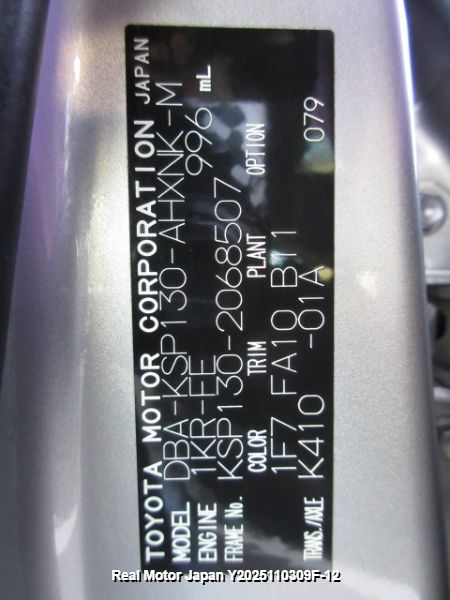 TOYOTA MOTOR CORPORATION JAPAN
MODEL DBA-KSP130-AHXNK-M
ENGINE 1KR-FE 996 mL
FRAME No. KSP130-2068507
COLOR TRIM PLANT OPTION
1F7 FA10 B11 079
TRANS./AXLE K410 -01A
Real Motor Japan Y2025110309F-12